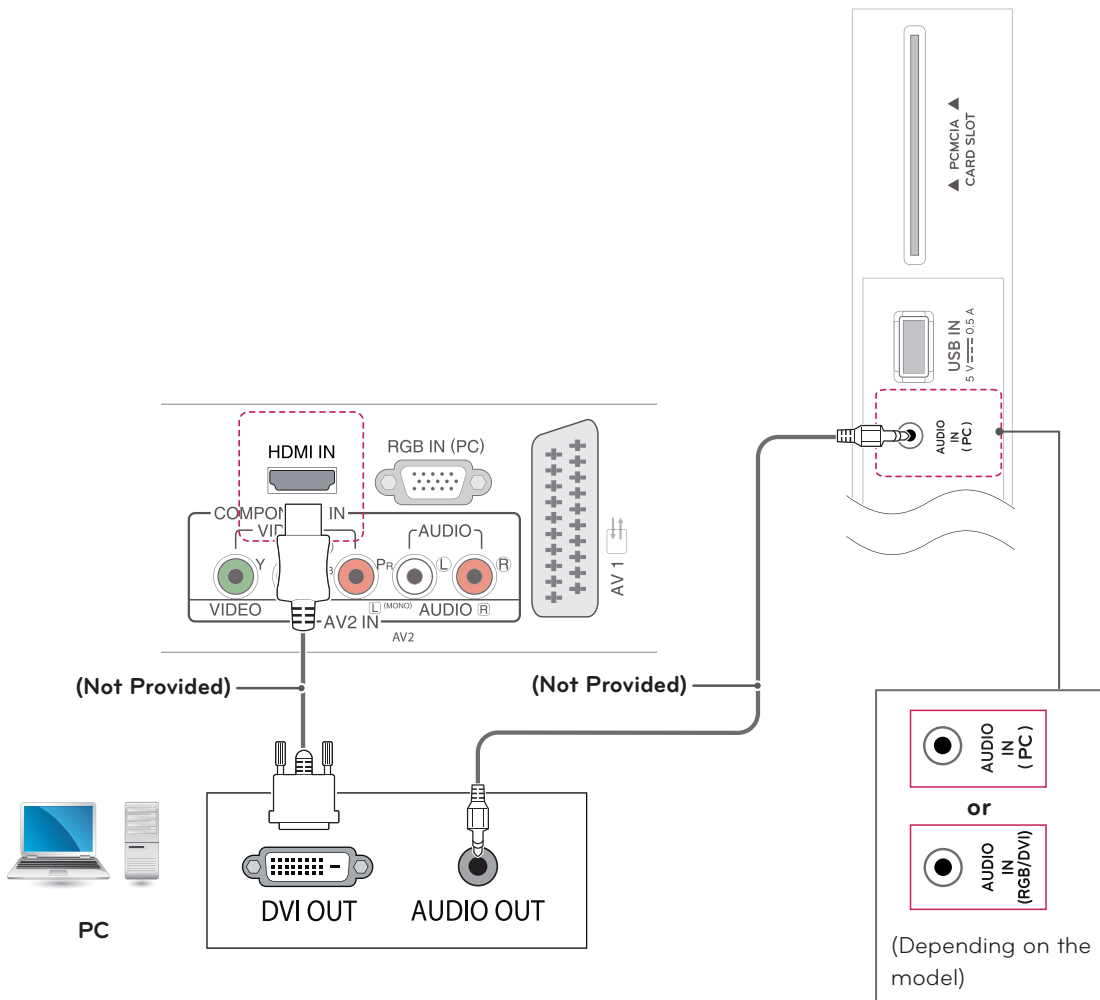 ▲ PCMCIA ▲
CARD SLOT
USB IN
5 V 0.5 A
AUDIO
IN
(PC)
HDMI IN
RGB IN (PC)
IN
AUDIO
Y
PR
L
R
VIDEO
L (MONO) AUDIO R
AV2 IN
AV2
AV 1
(Not Provided)
(Not Provided)
PC
DVI OUT
AUDIO OUT
AUDIO
IN
(PC)
or
AUDIO
IN
(RGB/DVI)
(Depending on the
model)